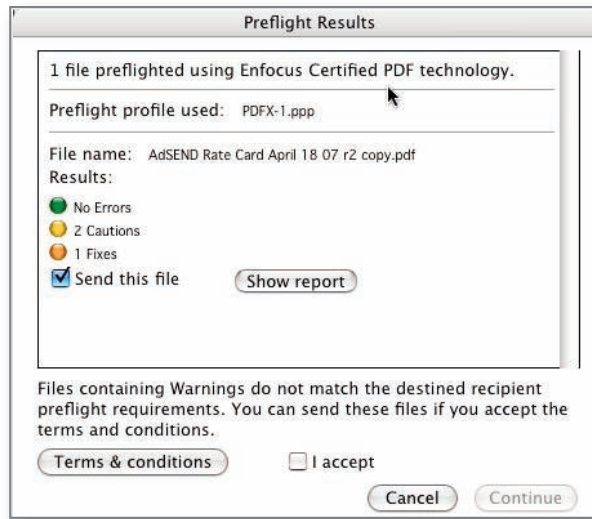 Preflight Results
1 file preflighted using Enfocus Certified PDF technology.
Preflight profile used: PDFX-1.ppp
File name: AdSEND Rate Card April 18 07 r2 copy.pdf
Results:
No Errors
2 Cautions
1 Fixes
Send this file Show report
Files containing Warnings do not match the destined recipient
preflight requirements. You can send these files if you accept the
terms and conditions.
Terms & conditions I accept
Cancel Continue